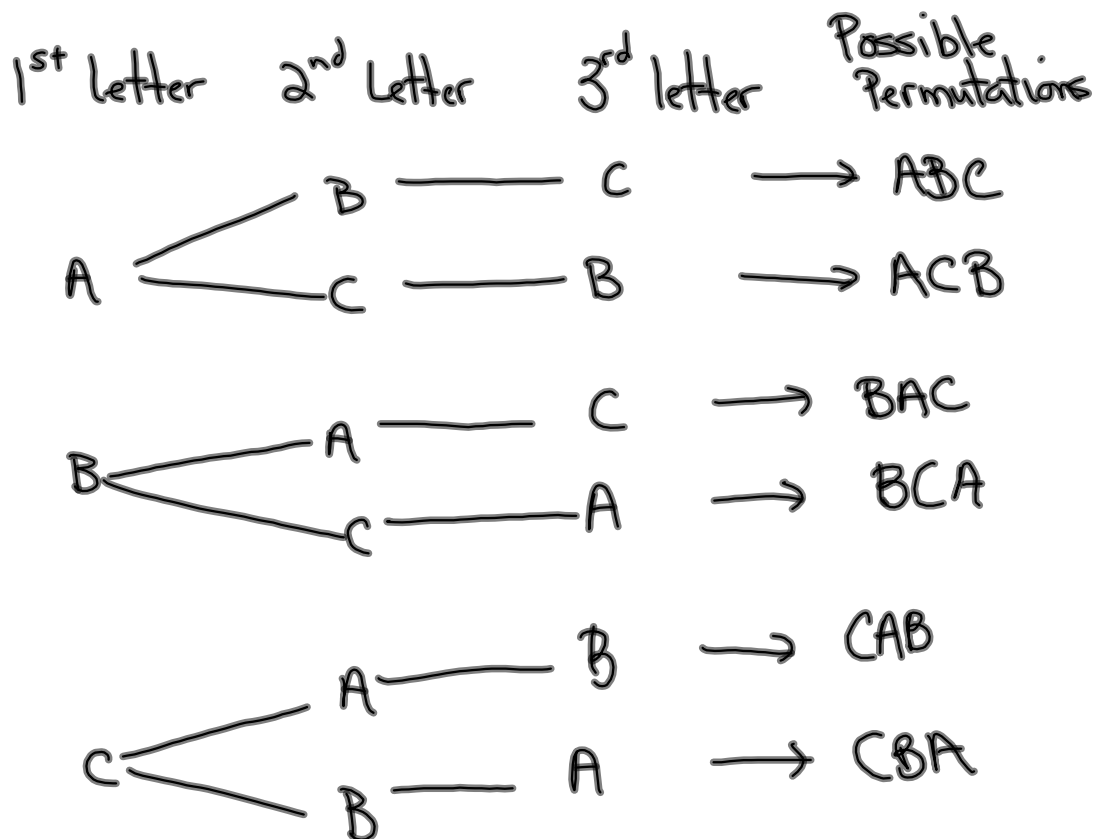 1st letter 2nd Letter 3rd letter Possible Permutations
B C ABC
A
C B ACB
A C BAC
B
C A BCA
A B CAB
C
B A CBA